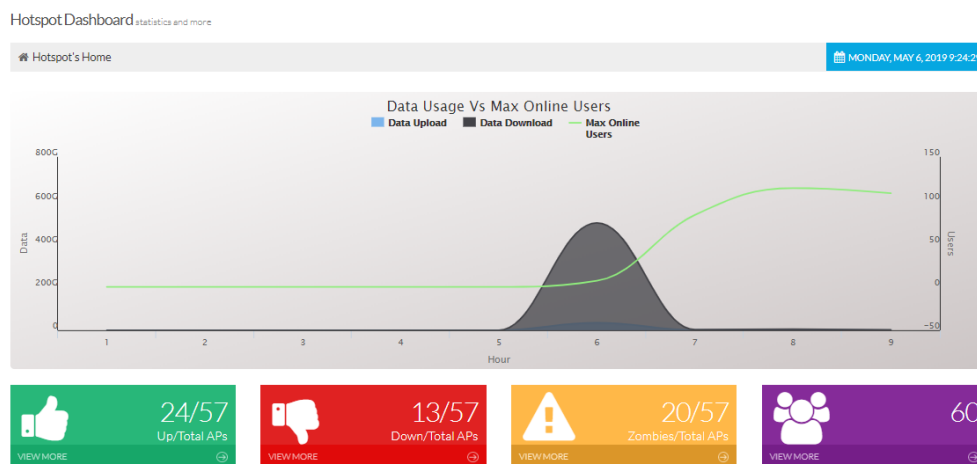 Hotspot Dashboard statistics and more
Hotspot's Home
MONDAY, MAY 6, 2019 9:24:29
Data Usage Vs Max Online Users
Data Upload Data Download Max Online
Users
800G 150
600G 100
400G 50
200G 0
0 -50
Data
Users
1 2 3 4 5 6 7 8 9
Hour
24/57 13/57 20/57 60
Up/Total APs Down/Total APs Zombies/Total APs
VIEW MORE VIEW MORE VIEW MORE VIEW MORE